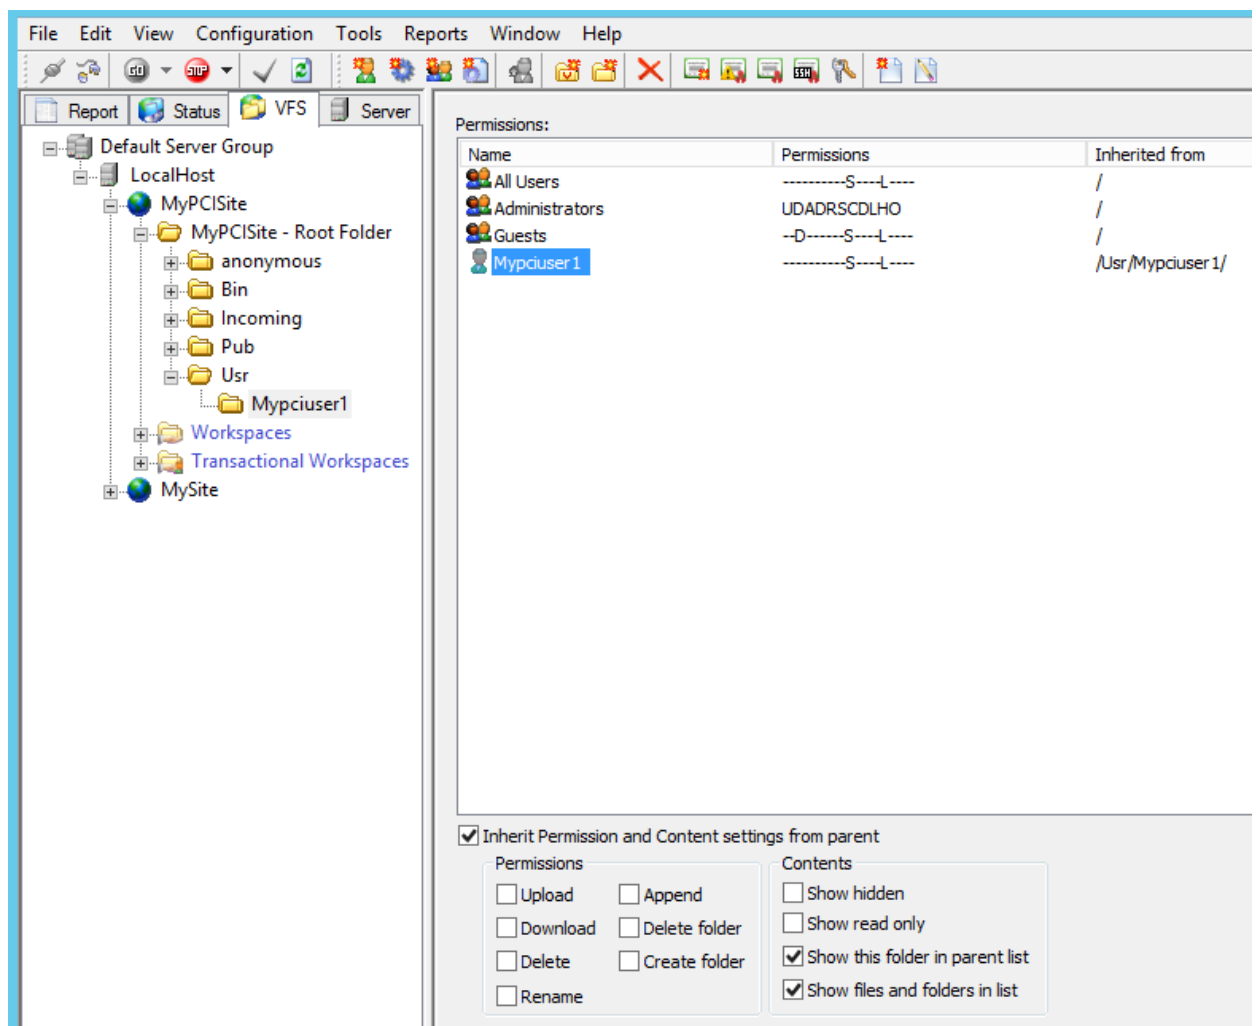 File Edit View Configuration Tools Reports Window Help
GO STOP SSH
Report Status VFS Server
Default Server Group
LocalHost
MyPCISite
MyPCISite - Root Folder
anonymous
Bin
Incoming
Pub
Usr
Mypciuser1
Workspaces
Transactional Workspaces
MySite
Permissions:
Name Permissions Inherited from
All Users ----------S----L---- /
Administrators UDADRSCDLHO /
Guests --D------S----L---- /
Mypciuser1 ----------S----L---- /Usr/Mypciuser1/
Inherit Permission and Content settings from parent
Permissions
Upload Append
Download Delete folder
Delete Create folder
Rename
Contents
Show hidden
Show read only
Show this folder in parent list
Show files and folders in list